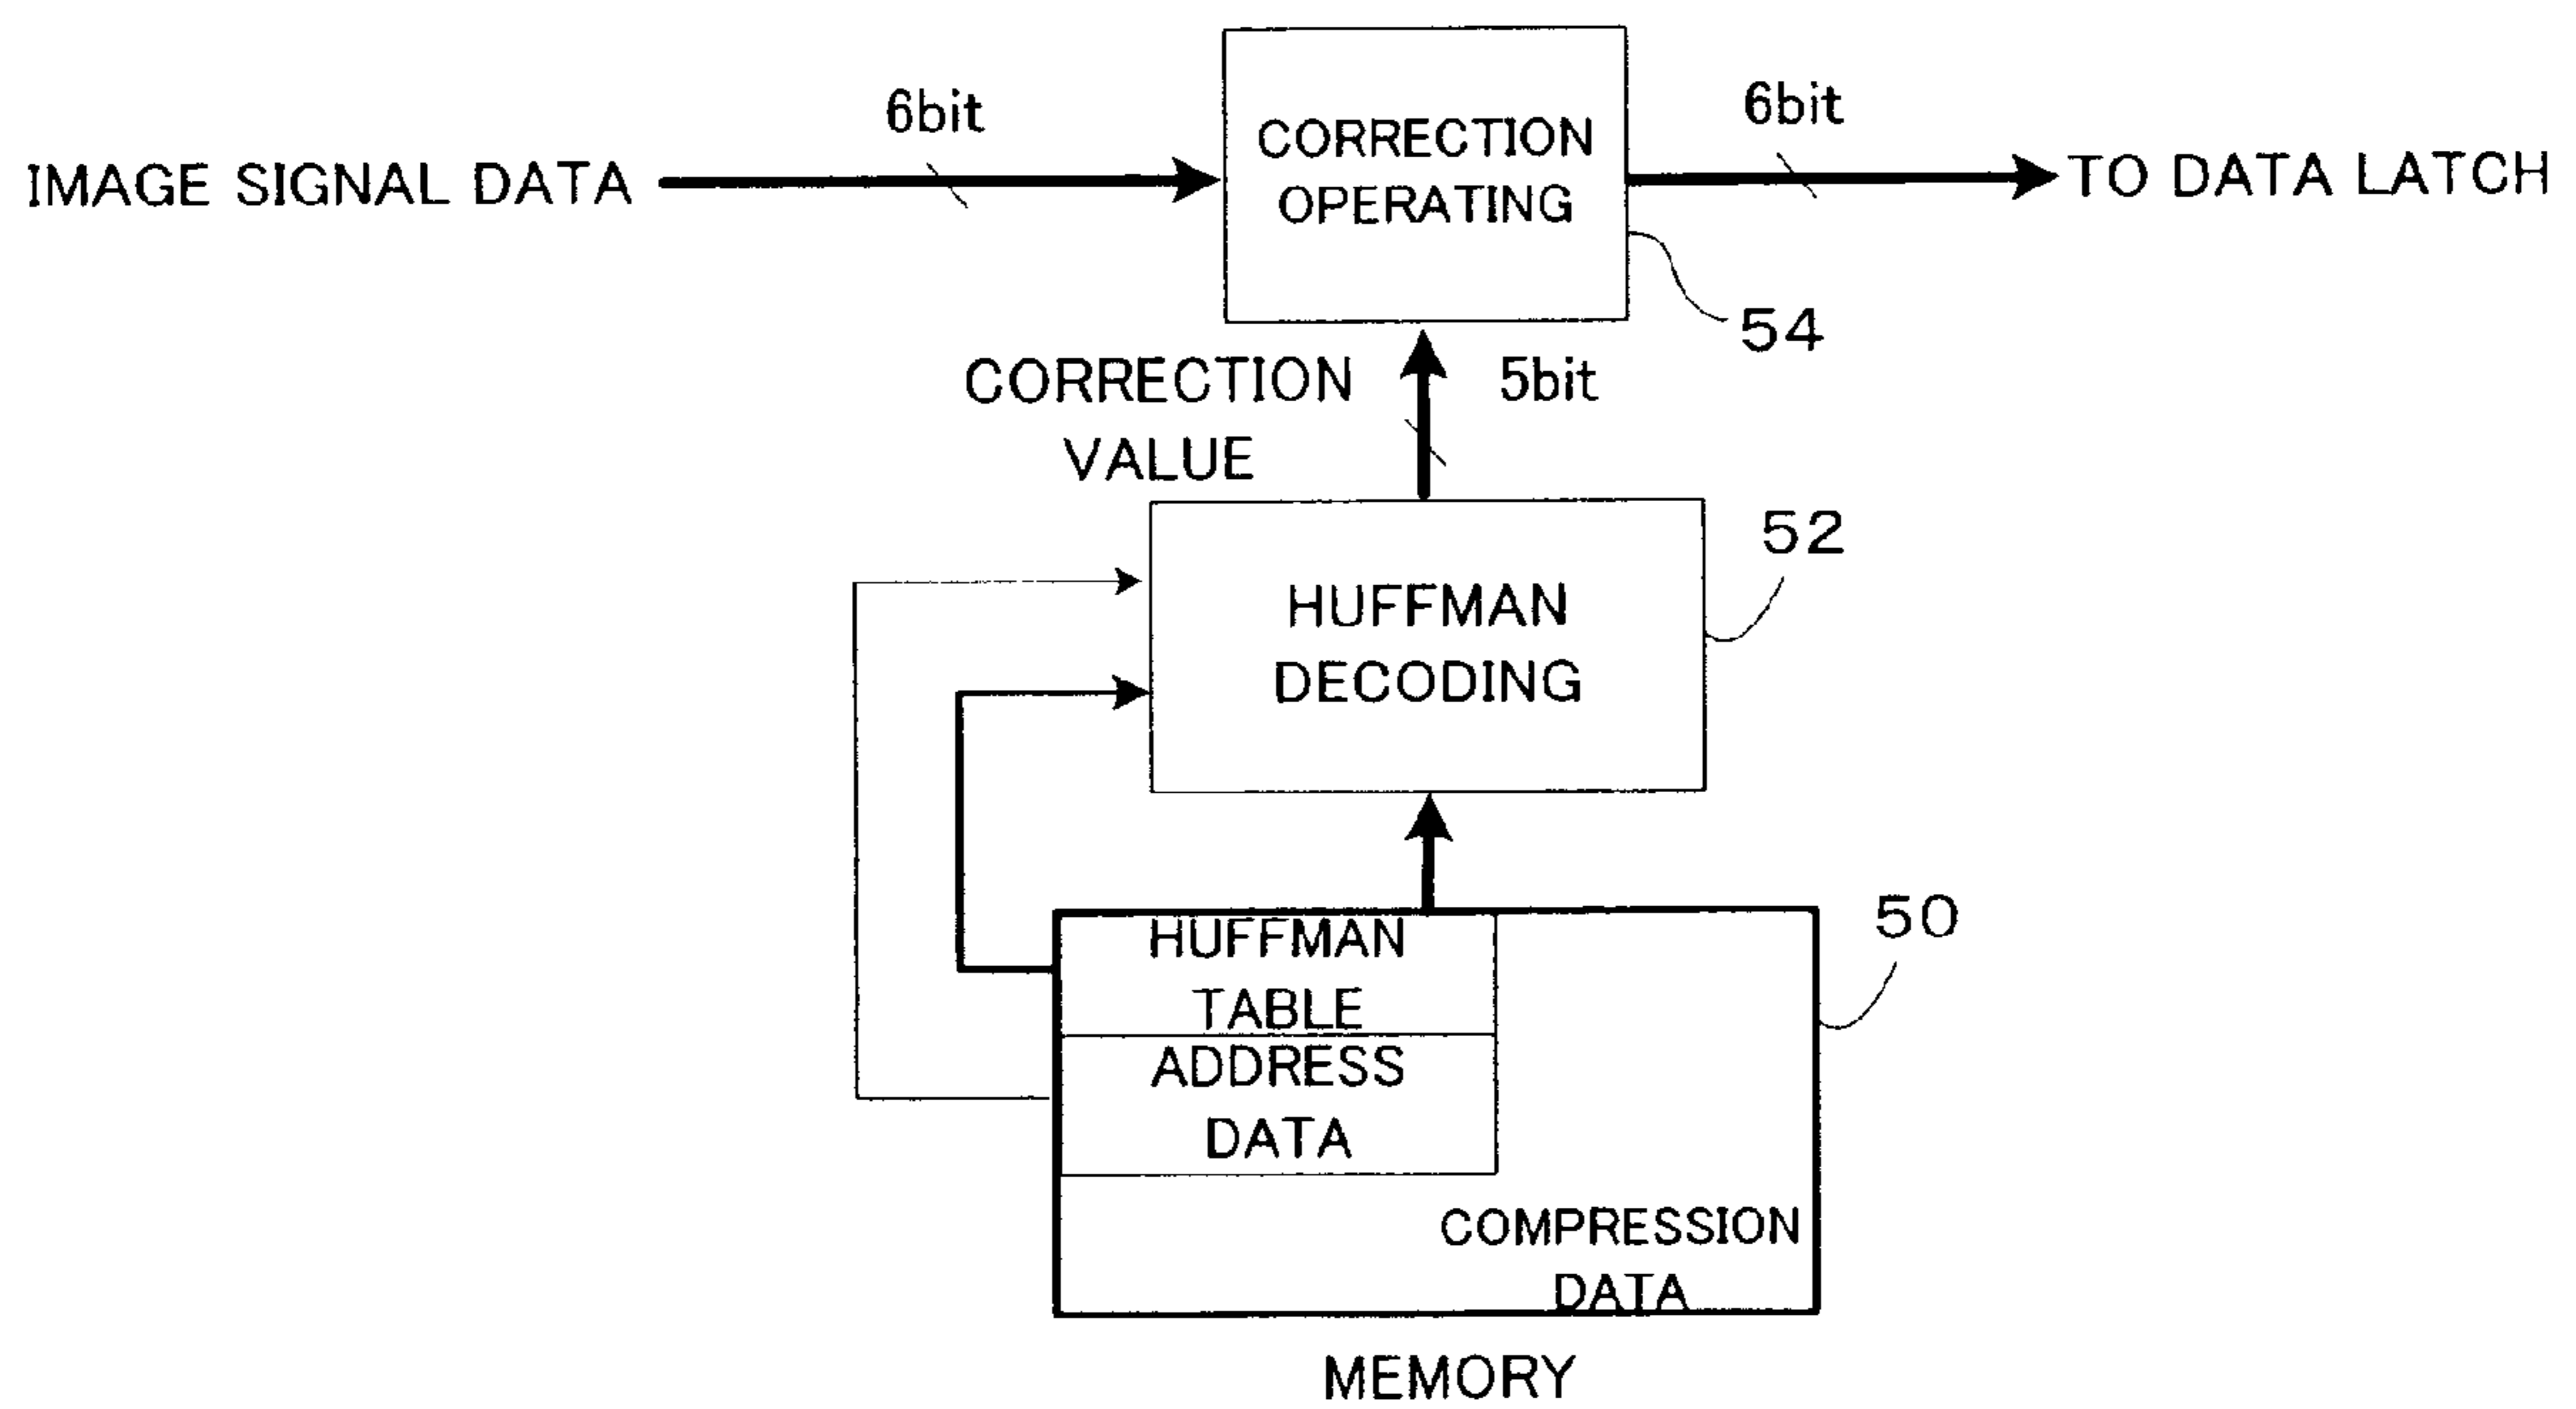 6bit
6bit
IMAGE SIGNAL DATA
CORRECTION
OPERATING
TO DATA LATCH
54
CORRECTION
VALUE
5bit
52
HUFFMAN
DECODING
50
HUFFMAN
TABLE
ADDRESS
DATA
COMPRESSION
DATA
MEMORY